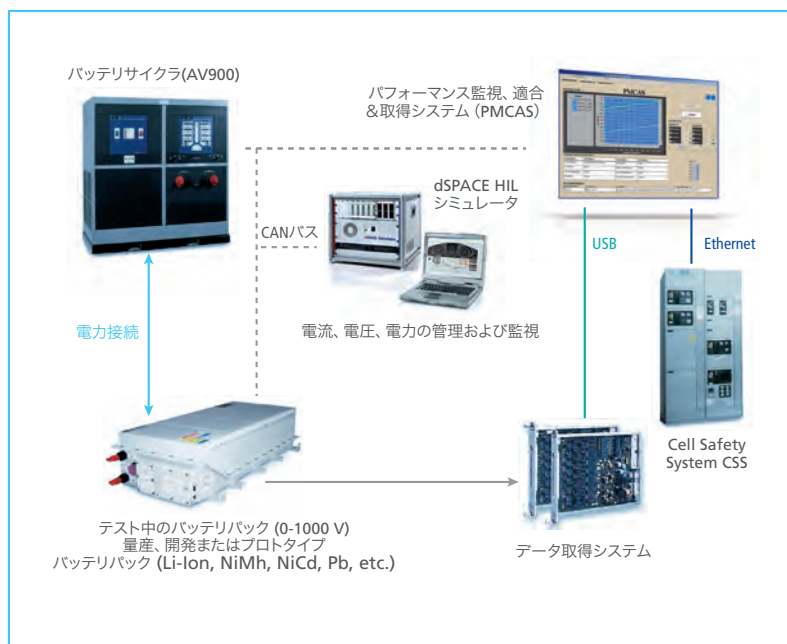 バッテリサイクラ(AV900)
パフォーマンス監視、適合
&取得システム（PMCAS）
PMCAS
dSPACE HIL
シミュレータ
CANバス
USB
Ethernet
電力接続
電流、電圧、電力の管理および監視
Cell Safety
System CSS
テスト中のバッテリパック (0-1000 V)
量産、開発またはプロトタイプ
バッテリパック (Li-Ion, NiMh, NiCd, Pb, etc.)
データ取得システム